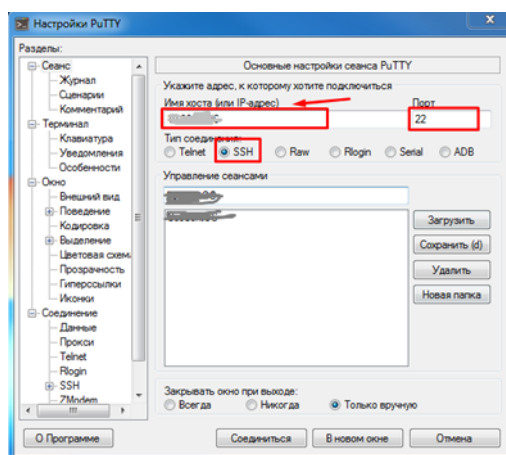 Настройки PuTTY
Разделы:
Сеанс
Журнал
Сценарии
Комментарий
Терминал
Клавиатура
Уведомления
Особенности
Окно
Внешний вид
Поведение
Кодировка
Выделение
Цветовая схем
Прозрачность
Гиперссылки
Иконки
Соединение
Данные
Прокси
Telnet
Rlogin
SSH
ZModem
Основные настройки сеанса PuTTY
Укажите адрес, к которому хотите подключиться
Имя хоста (или IP-адрес) Порт
22
Тип соединения:
Telnet SSH Raw Rlogin Serial ADB
Управление сеансами
Загрузить
Сохранить (d)
Удалить
Новая папка
Закрывать окно при выходе:
Всегда Никогда Только вручную
О Программе Соединиться В новом окне Отмена